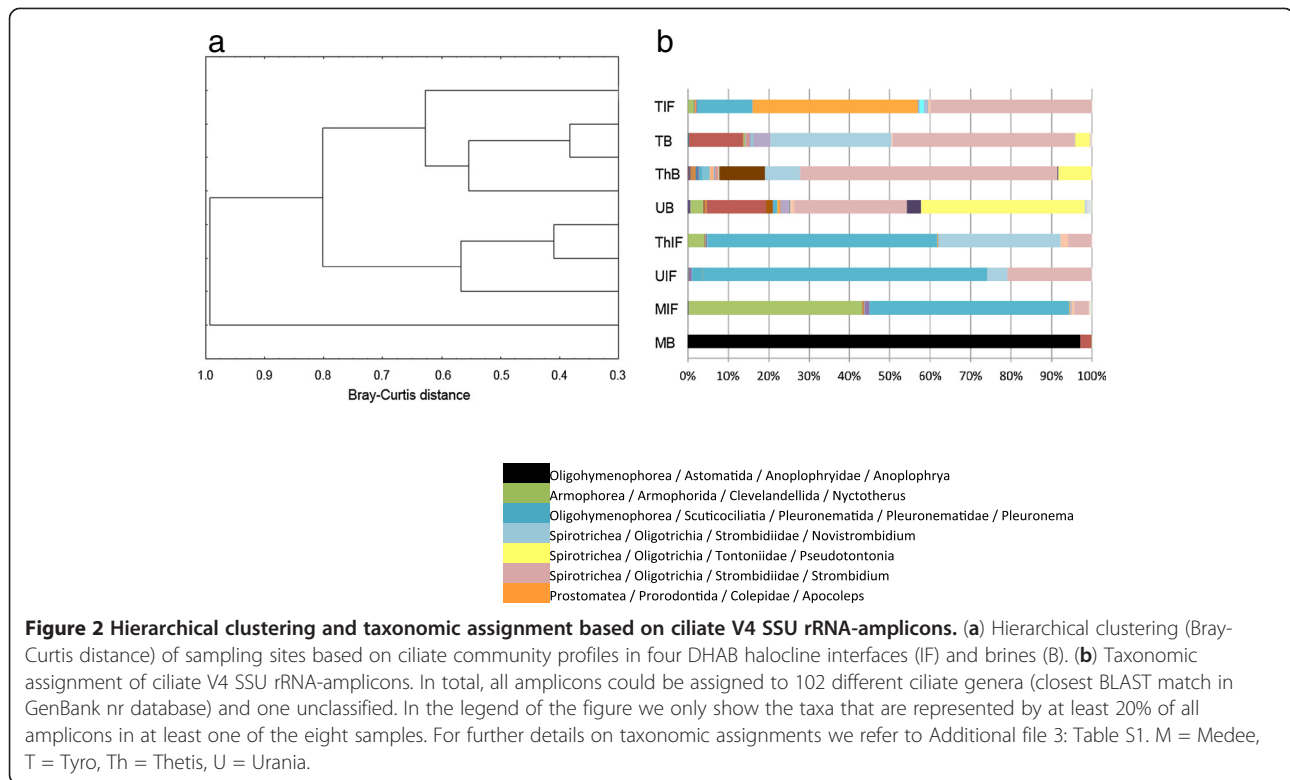 a
b
TIF
TB
ThB
UB
ThIF
UIF
MIF
MB
1.0 0.9 0.8 0.7 0.6 0.5 0.4 0.3
Bray-Curtis distance
0% 10% 20% 30% 40% 50% 60% 70% 80% 90% 100%
Oligohymenophorea / Astomatida / Anoplophryidae / Anoplophrya
Armophorea / Armophorida / Clevelandellida / Nyctotherus
Oligohymenophorea / Scuticociliatia / Pleuronematida / Pleuronematidae / Pleuronema
Spirotrichea / Oligotrichia / Strombidiidae / Novistrombidium
Spirotrichea / Oligotrichia / Tontoniidae / Pseudotontonia
Spirotrichea / Oligotrichia / Strombidiidae / Strombidium
Prostomatea / Prorodontida / Colepidae / Apocoleps
Figure 2 Hierarchical clustering and taxonomic assignment based on ciliate V4 SSU rRNA-amplicons. (a) Hierarchical clustering (Bray-
Curtis distance) of sampling sites based on ciliate community profiles in four DHAB halocline interfaces (IF) and brines (B). (b) Taxonomic
assignment of ciliate V4 SSU rRNA-amplicons. In total, all amplicons could be assigned to 102 different ciliate genera (closest BLAST match in
GenBank nr database) and one unclassified. In the legend of the figure we only show the taxa that are represented by at least 20% of all
amplicons in at least one of the eight samples. For further details on taxonomic assignments we refer to Additional file 3: Table S1. M = Medee,
T = Tyro, Th = Thetis, U = Urania.